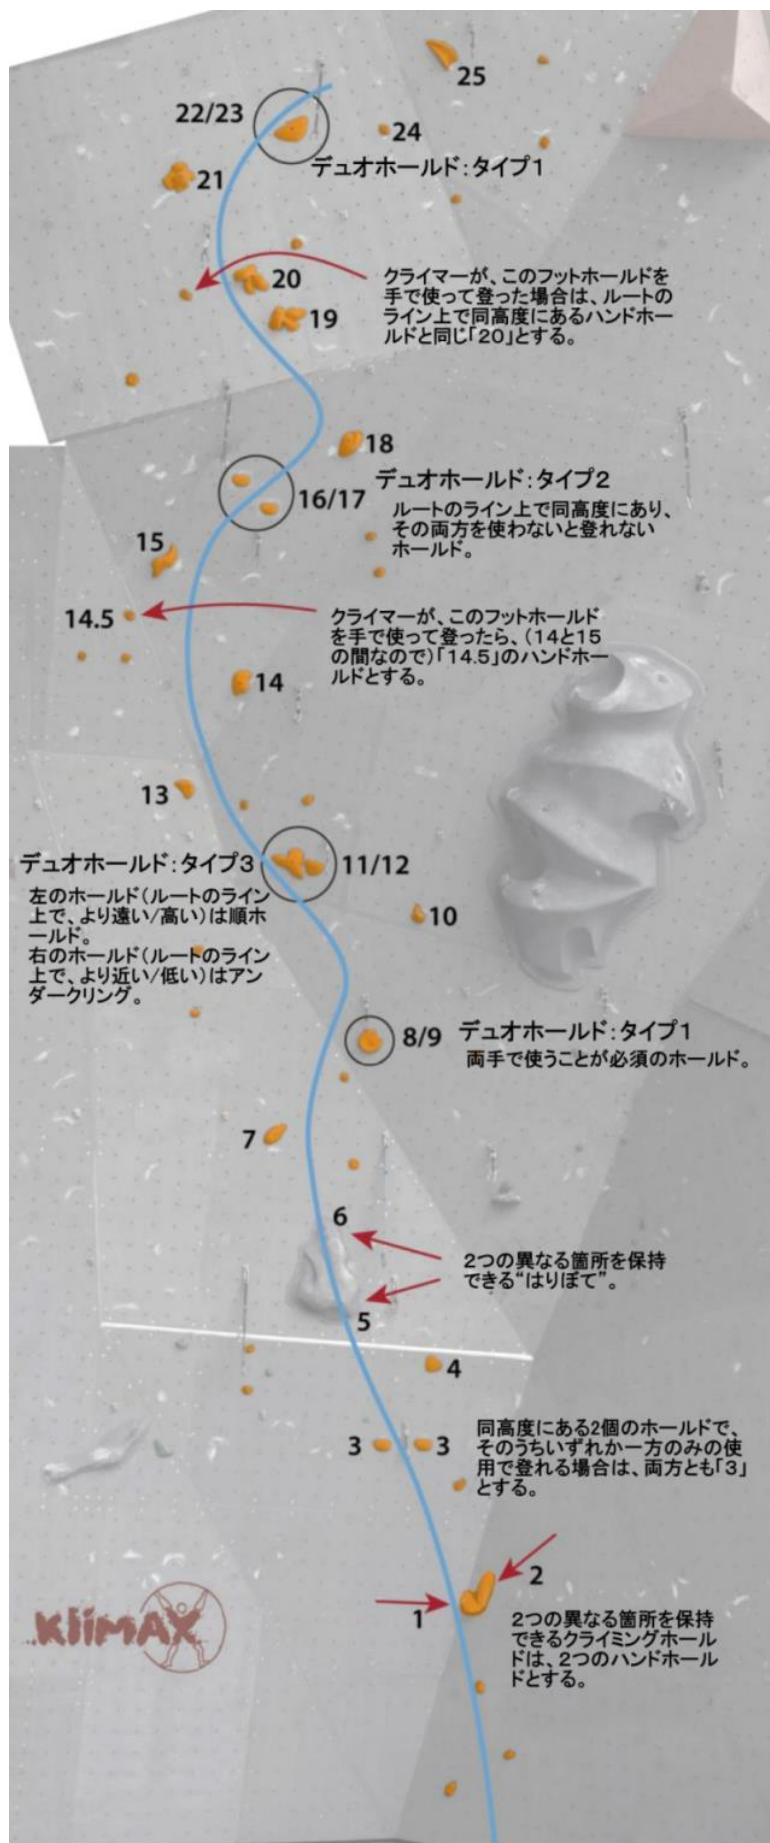 25
22/23
24
デュオホールド：タイプ1
21
20
クライマーが、このフットホールドを
手で使って登った場合は、ルートの
ライン上で同高度にあるハンドホー
ルドと同じ「20」とする。
19
18
デュオホールド：タイプ2
16/17
ルートのライン上で同高度にあり、
その両方を使わないと登れない
ホールド。
15
14.5
クライマーが、このフットホールド
を手で使って登ったら、（14と15
の間なので）「14.5」のハンドホー
ルドとする。
14
13
デュオホールド：タイプ3
11/12
左のホールド（ルートのライン
上で、より遠い/高い）は順ホ
ールド。
右のホールド（ルートのライン
上で、より近い/低い）はアン
ダークリング。
10
8/9
デュオホールド：タイプ1
両手で使うことが必須のホールド。
7
6
2つの異なる箇所を保持
できる“はりぼて”。
5
4
3
3
同高度にある2個のホールドで、
そのうちいずれか一方のみの使
用で登れる場合は、両方とも「3」
とする。
2
1
2つの異なる箇所を保持
できるクライミングホール
ドは、2つのハンドホール
ドとする。
KliMAX